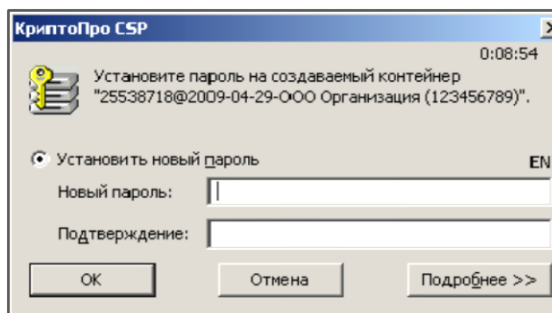 КриптоПро CSP
0:08:54
Установите пароль на создаваемый контейнер
"25538718@2009-04-29-ООО Организация (123456789)".
Установить новый пароль
EN
Новый пароль:
Подтверждение:
ОК Отмена Подробнее >>